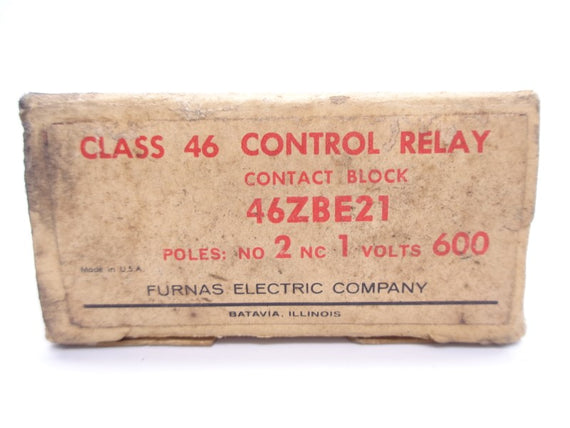 CLASS 46 CONTROL RELAY
CONTACT BLOCK
46ZBE21
POLES: NO 2 NC 1 VOLTS 600
Made in U.S.A.
FURNAS ELECTRIC COMPANY
BATAVIA, ILLINOIS